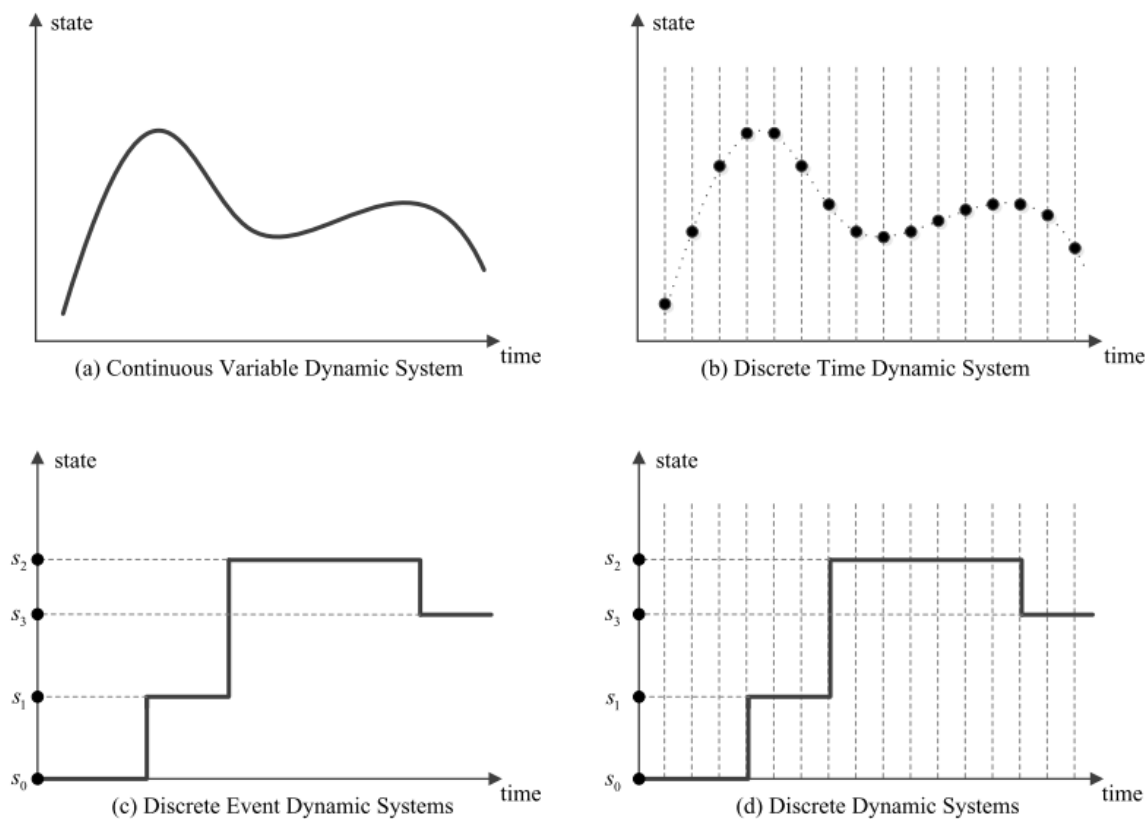 state
time
(a) Continuous Variable Dynamic System
state
time
(b) Discrete Time Dynamic System
state
s2
s3
s1
s0
time
(c) Discrete Event Dynamic Systems
state
s2
s3
s1
s0
time
(d) Discrete Dynamic Systems